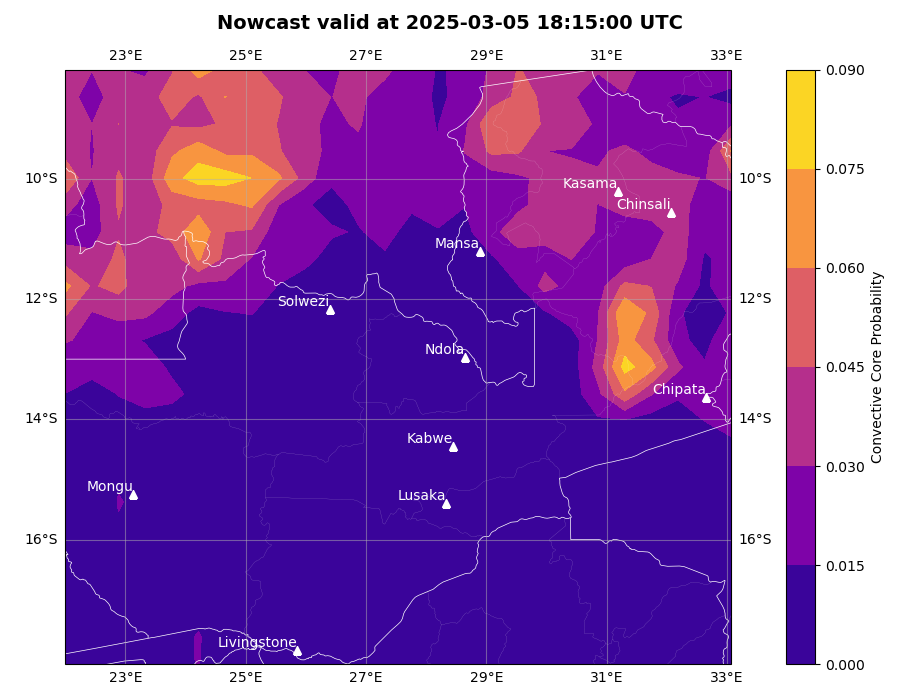 Nowcast valid at 2025-03-05 18:15:00 UTC
23°E 25°E 27°E 29°E 31°E 33°E
0.090
0.075
10°S Kasama 10°S
Chinsali
Mansa
0.060
12°S Solwezi 12°S
Ndola
0.045
Chipata
14°S 14°S
Kabwe
0.030
Mongu
Lusaka
16°S 16°S
0.015
Livingstone
0.000
23°E 25°E 27°E 29°E 31°E 33°E
Convective Core Probability